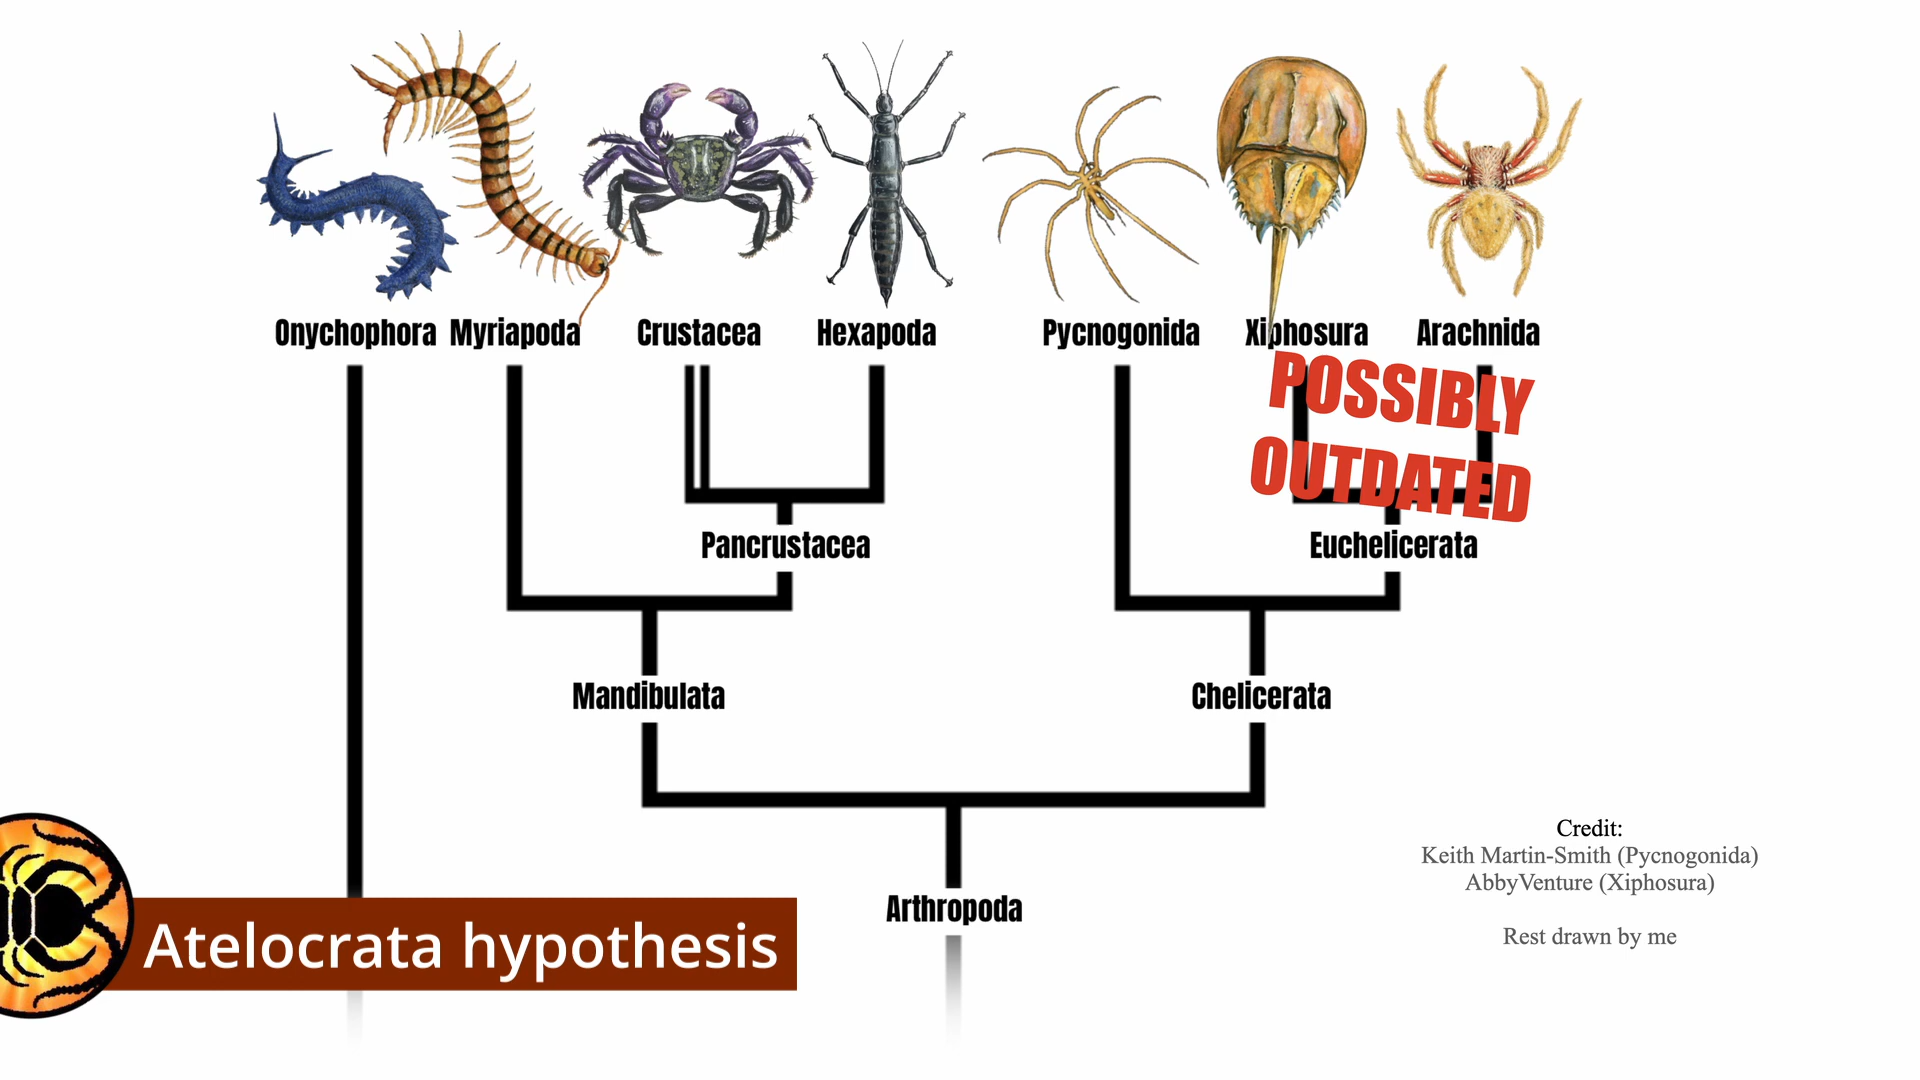 Onychophora Myriapoda Crustacea Hexapoda Pycnogonida Xiphosura Arachnida
POSSIBLY
OUTDATED
Pancrustacea Euchelicerata
Mandibulata Chelicerata
Arthropoda
Credit:
Keith Martin-Smith (Pycnogonida)
AbbyVenture (Xiphosura)
Rest drawn by me
Atelocrata hypothesis